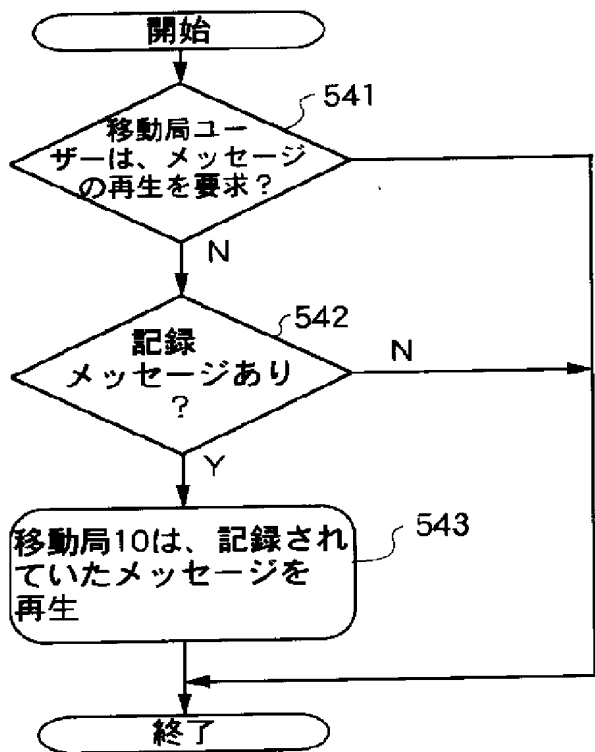 開始
541
移動局ユー
ザーは、メッセージ
の再生を要求？
N
542
記録
メッセージあり
？
N
Y
543
移動局10は、記録され
ていたメッセージを
再生
終了